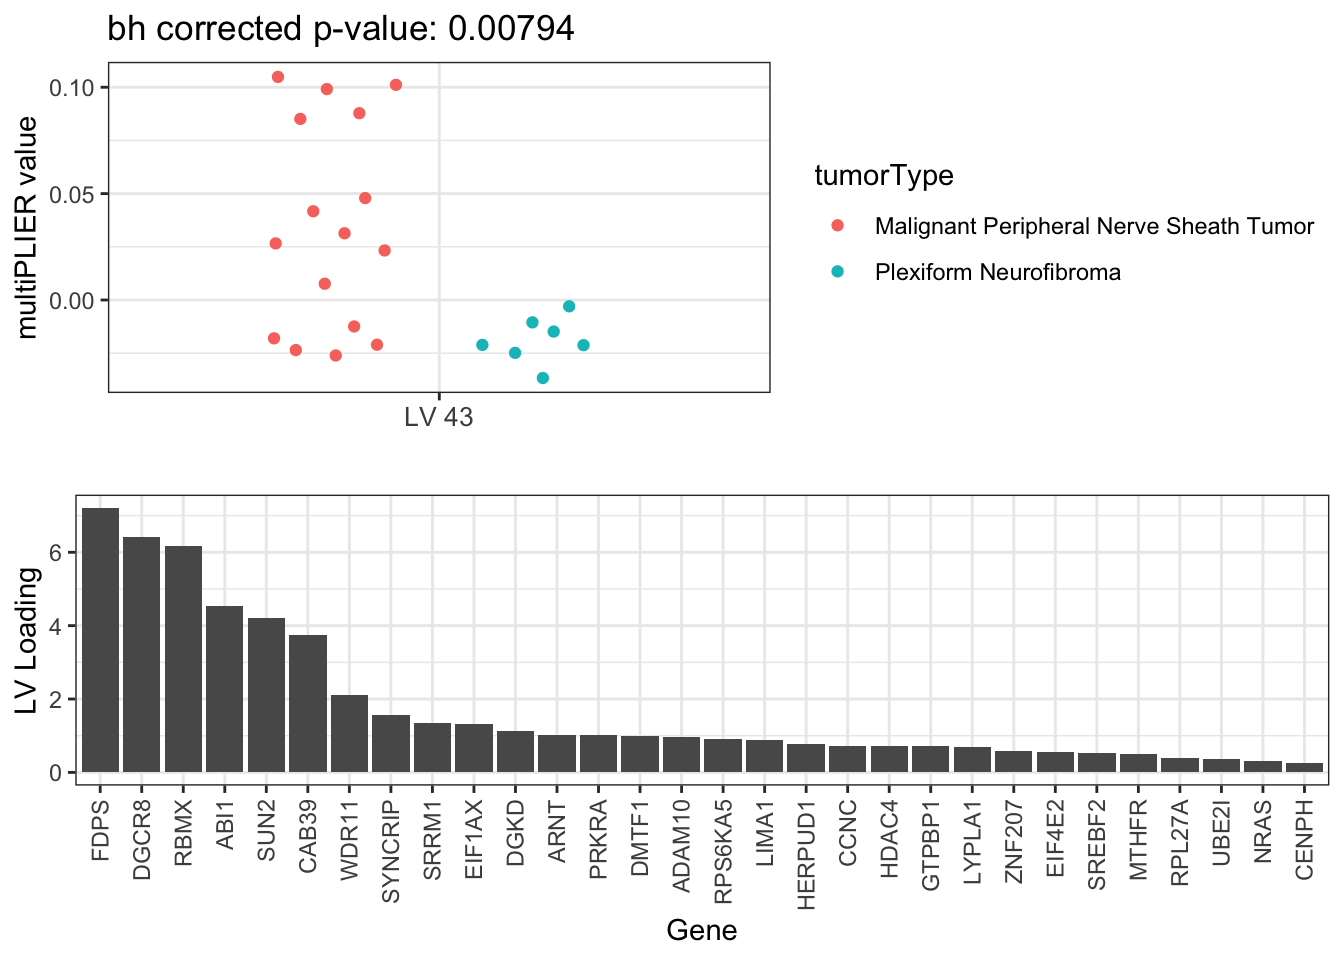 bh corrected p-value: 0.00794
multiPLIER value
0.10
0.05
0.00
LV 43
tumorType
Malignant Peripheral Nerve Sheath Tumor
Plexiform Neurofibroma
LV Loading
6
4
2
0
FDPS
DGCR8
RBMX
ABI1
SUN2
CAB39
WDR11
SYNCRIP
SRRM1
EIF1AX
DGKD
ARNT
PRKRA
DMTF1
ADAM10
RPS6KA5
LIMA1
HERPUD1
CCNC
HDAC4
GTPBP1
LYPLA1
ZNF207
EIF4E2
SREBF2
MTHFR
RPL27A
UBE2I
NRAS
CENPH
Gene